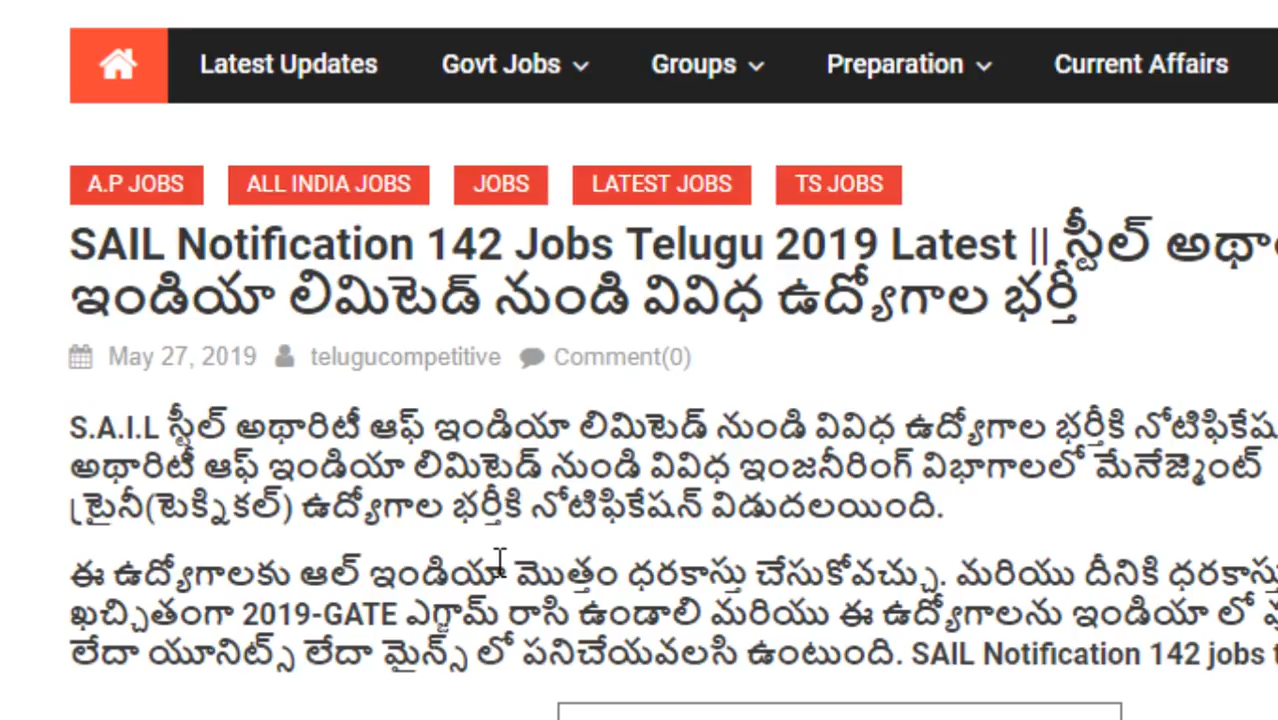 Latest Updates Govt Jobs Groups Preparation Current Affairs
A.P JOBS ALL INDIA JOBS JOBS LATEST JOBS TS JOBS
SAIL Notification 142 Jobs Telugu 2019 Latest || స్టీల్
ఇండియా లిమిటెడ్ నుండి వివిధ ఉద్యోగాల భర్తీ
May 27, 2019 telugucompetitive Comment(0)
S.A.I.L స్టీల్ అథారిటీ ఆఫ్ ఇండియా లిమిటెడ్ నుండి వివిధ ఉద్యోగాల భర్తీకి
అథారిటీ ఆఫ్ ఇండియా లిమిటెడ్ నుండి వివిధ ఇంజనీరింగ్ విభాగాలలో మేనేజ్మెంట్
ట్రైనీ(టెక్నికల్) ఉద్యోగాల భర్తీకి నోటిఫికేషన్ విడుదలయింది.
ఈ ఉద్యోగాలకు ఆల్ ఇండియా మొత్తం ధరకాస్తు చేసుకోవచ్చు. మరియు దీనికి
ఖచ్చితంగా 2019-GATE ఎగ్జామ్ రాసి ఉండాలి మరియు ఈ ఉద్యోగాలను ఇండియా లో
లేదా యూనిట్స్ లేదా మైన్స్ లో పనిచేయవలసి ఉంటుంది. SAIL Notification 142 jobs